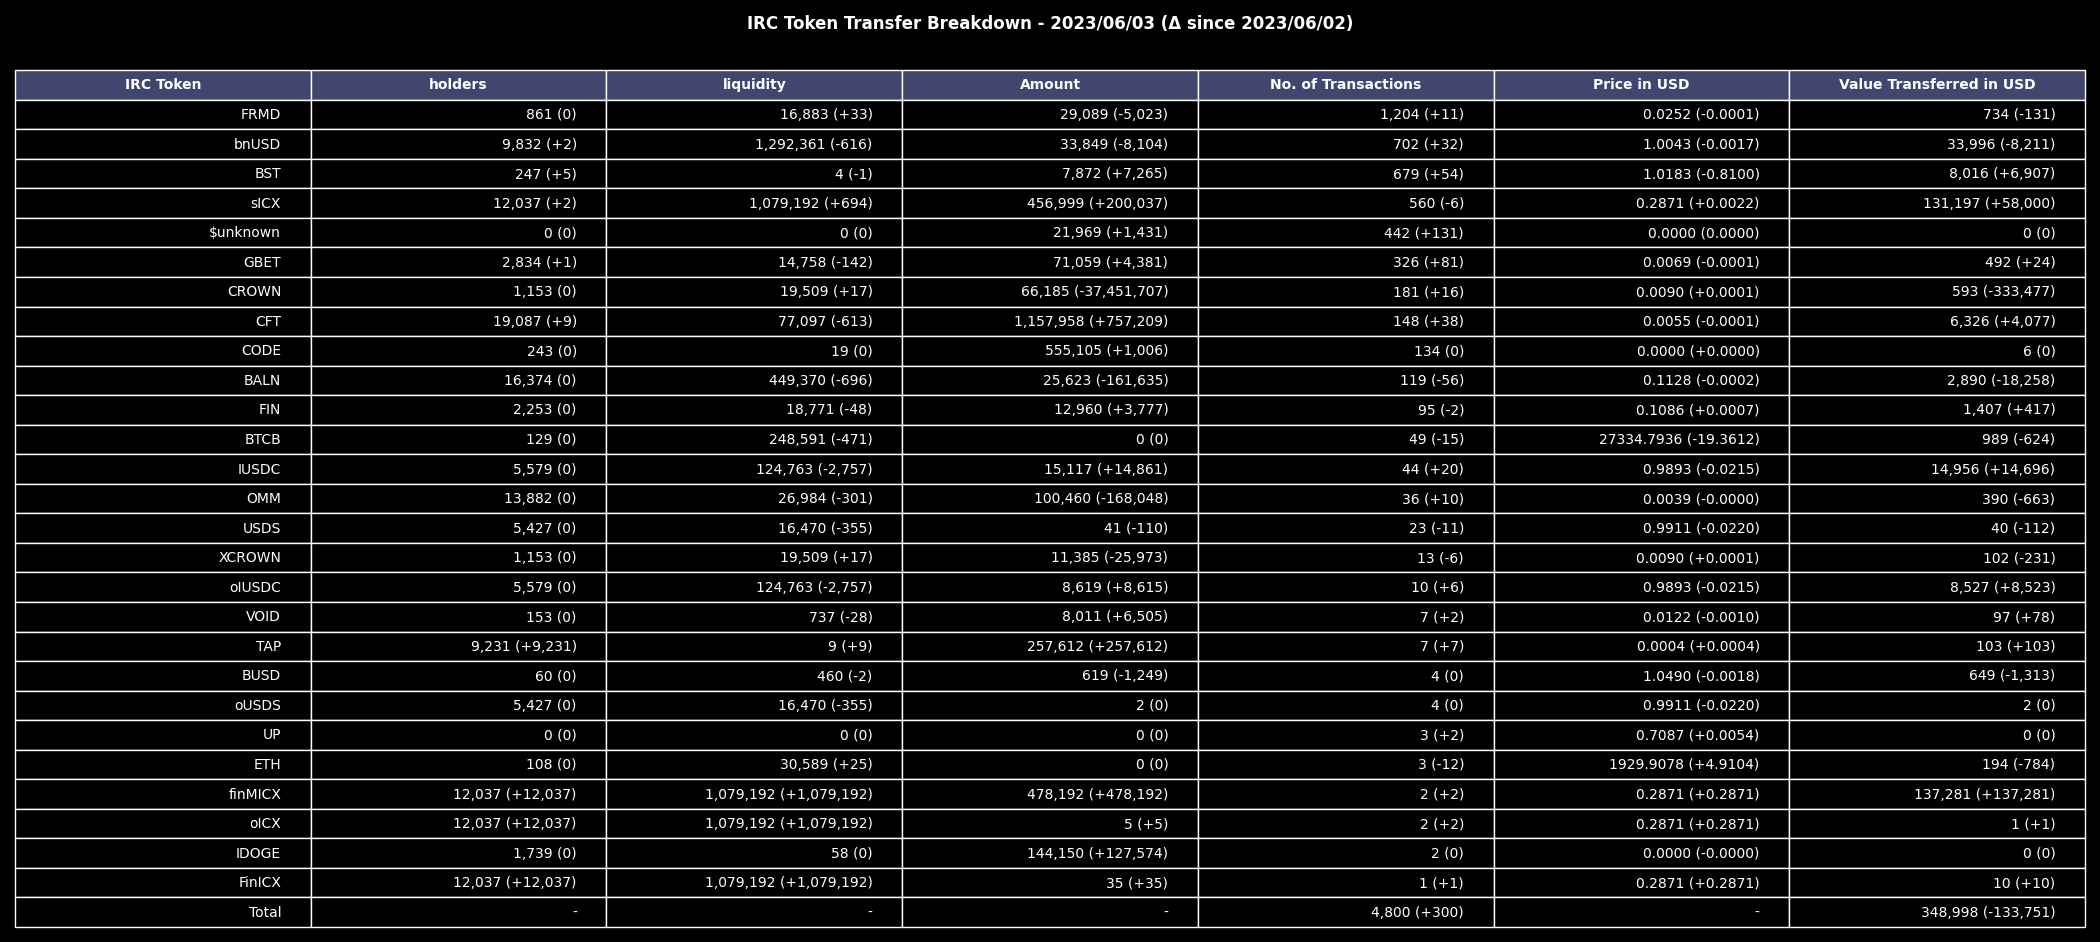 IRC Token Transfer Breakdown - 2023/06/03 (Δ since 2023/06/02)
IRC Token holders liquidity Amount No. of Transactions Price in USD Value Transferred in USD
FRMD 861 (0) 16,883 (+33) 29,089 (-5,023) 1,204 (+11) 0.0252 (-0.0001) 734 (-131)
bnUSD 9,832 (+2) 1,292,361 (-616) 33,849 (-8,104) 702 (+32) 1.0043 (-0.0017) 33,996 (-8,211)
BST 247 (+5) 4 (-1) 7,872 (+7,265) 679 (+54) 1.0183 (-0.8100) 8,016 (+6,907)
sICX 12,037 (+2) 1,079,192 (+694) 456,999 (+200,037) 560 (-6) 0.2871 (+0.0022) 131,197 (+58,000)
$unknown 0 (0) 0 (0) 21,969 (+1,431) 442 (+131) 0.0000 (0.0000) 0 (0)
GBET 2,834 (+1) 14,758 (-142) 71,059 (+4,381) 326 (+81) 0.0069 (-0.0001) 492 (+24)
CROWN 1,153 (0) 19,509 (+17) 66,185 (-37,451,707) 181 (+16) 0.0090 (+0.0001) 593 (-333,477)
CFT 19,087 (+9) 77,097 (-613) 1,157,958 (+757,209) 148 (+38) 0.0055 (-0.0001) 6,326 (+4,077)
CODE 243 (0) 19 (0) 555,105 (+1,006) 134 (0) 0.0000 (+0.0000) 6 (0)
BALN 16,374 (0) 449,370 (-696) 25,623 (-161,635) 119 (-56) 0.1128 (-0.0002) 2,890 (-18,258)
FIN 2,253 (0) 18,771 (-48) 12,960 (+3,777) 95 (-2) 0.1086 (+0.0007) 1,407 (+417)
BTCB 129 (0) 248,591 (-471) 0 (0) 49 (-15) 27334.7936 (-19.3612) 989 (-624)
IUSDC 5,579 (0) 124,763 (-2,757) 15,117 (+14,861) 44 (+20) 0.9893 (-0.0215) 14,956 (+14,696)
OMM 13,882 (0) 26,984 (-301) 100,460 (-168,048) 36 (+10) 0.0039 (-0.0000) 390 (-663)
USDS 5,427 (0) 16,470 (-355) 41 (-110) 23 (-11) 0.9911 (-0.0220) 40 (-112)
XCROWN 1,153 (0) 19,509 (+17) 11,385 (-25,973) 13 (-6) 0.0090 (+0.0001) 102 (-231)
oIUSDC 5,579 (0) 124,763 (-2,757) 8,619 (+8,615) 10 (+6) 0.9893 (-0.0215) 8,527 (+8,523)
VOID 153 (0) 737 (-28) 8,011 (+6,505) 7 (+2) 0.0122 (-0.0010) 97 (+78)
TAP 9,231 (+9,231) 9 (+9) 257,612 (+257,612) 7 (+7) 0.0004 (+0.0004) 103 (+103)
BUSD 60 (0) 460 (-2) 619 (-1,249) 4 (0) 1.0490 (-0.0018) 649 (-1,313)
oUSDS 5,427 (0) 16,470 (-355) 2 (0) 4 (0) 0.9911 (-0.0220) 2 (0)
UP 0 (0) 0 (0) 0 (0) 3 (+2) 0.7087 (+0.0054) 0 (0)
ETH 108 (0) 30,589 (+25) 0 (0) 3 (-12) 1929.9078 (+4.9104) 194 (-784)
finMICX 12,037 (+12,037) 1,079,192 (+1,079,192) 478,192 (+478,192) 2 (+2) 0.2871 (+0.2871) 137,281 (+137,281)
oICX 12,037 (+12,037) 1,079,192 (+1,079,192) 5 (+5) 2 (+2) 0.2871 (+0.2871) 1 (+1)
IDOGE 1,739 (0) 58 (0) 144,150 (+127,574) 2 (0) 0.0000 (-0.0000) 0 (0)
FinICX 12,037 (+12,037) 1,079,192 (+1,079,192) 35 (+35) 1 (+1) 0.2871 (+0.2871) 10 (+10)
Total - - - 4,800 (+300) - 348,998 (-133,751)